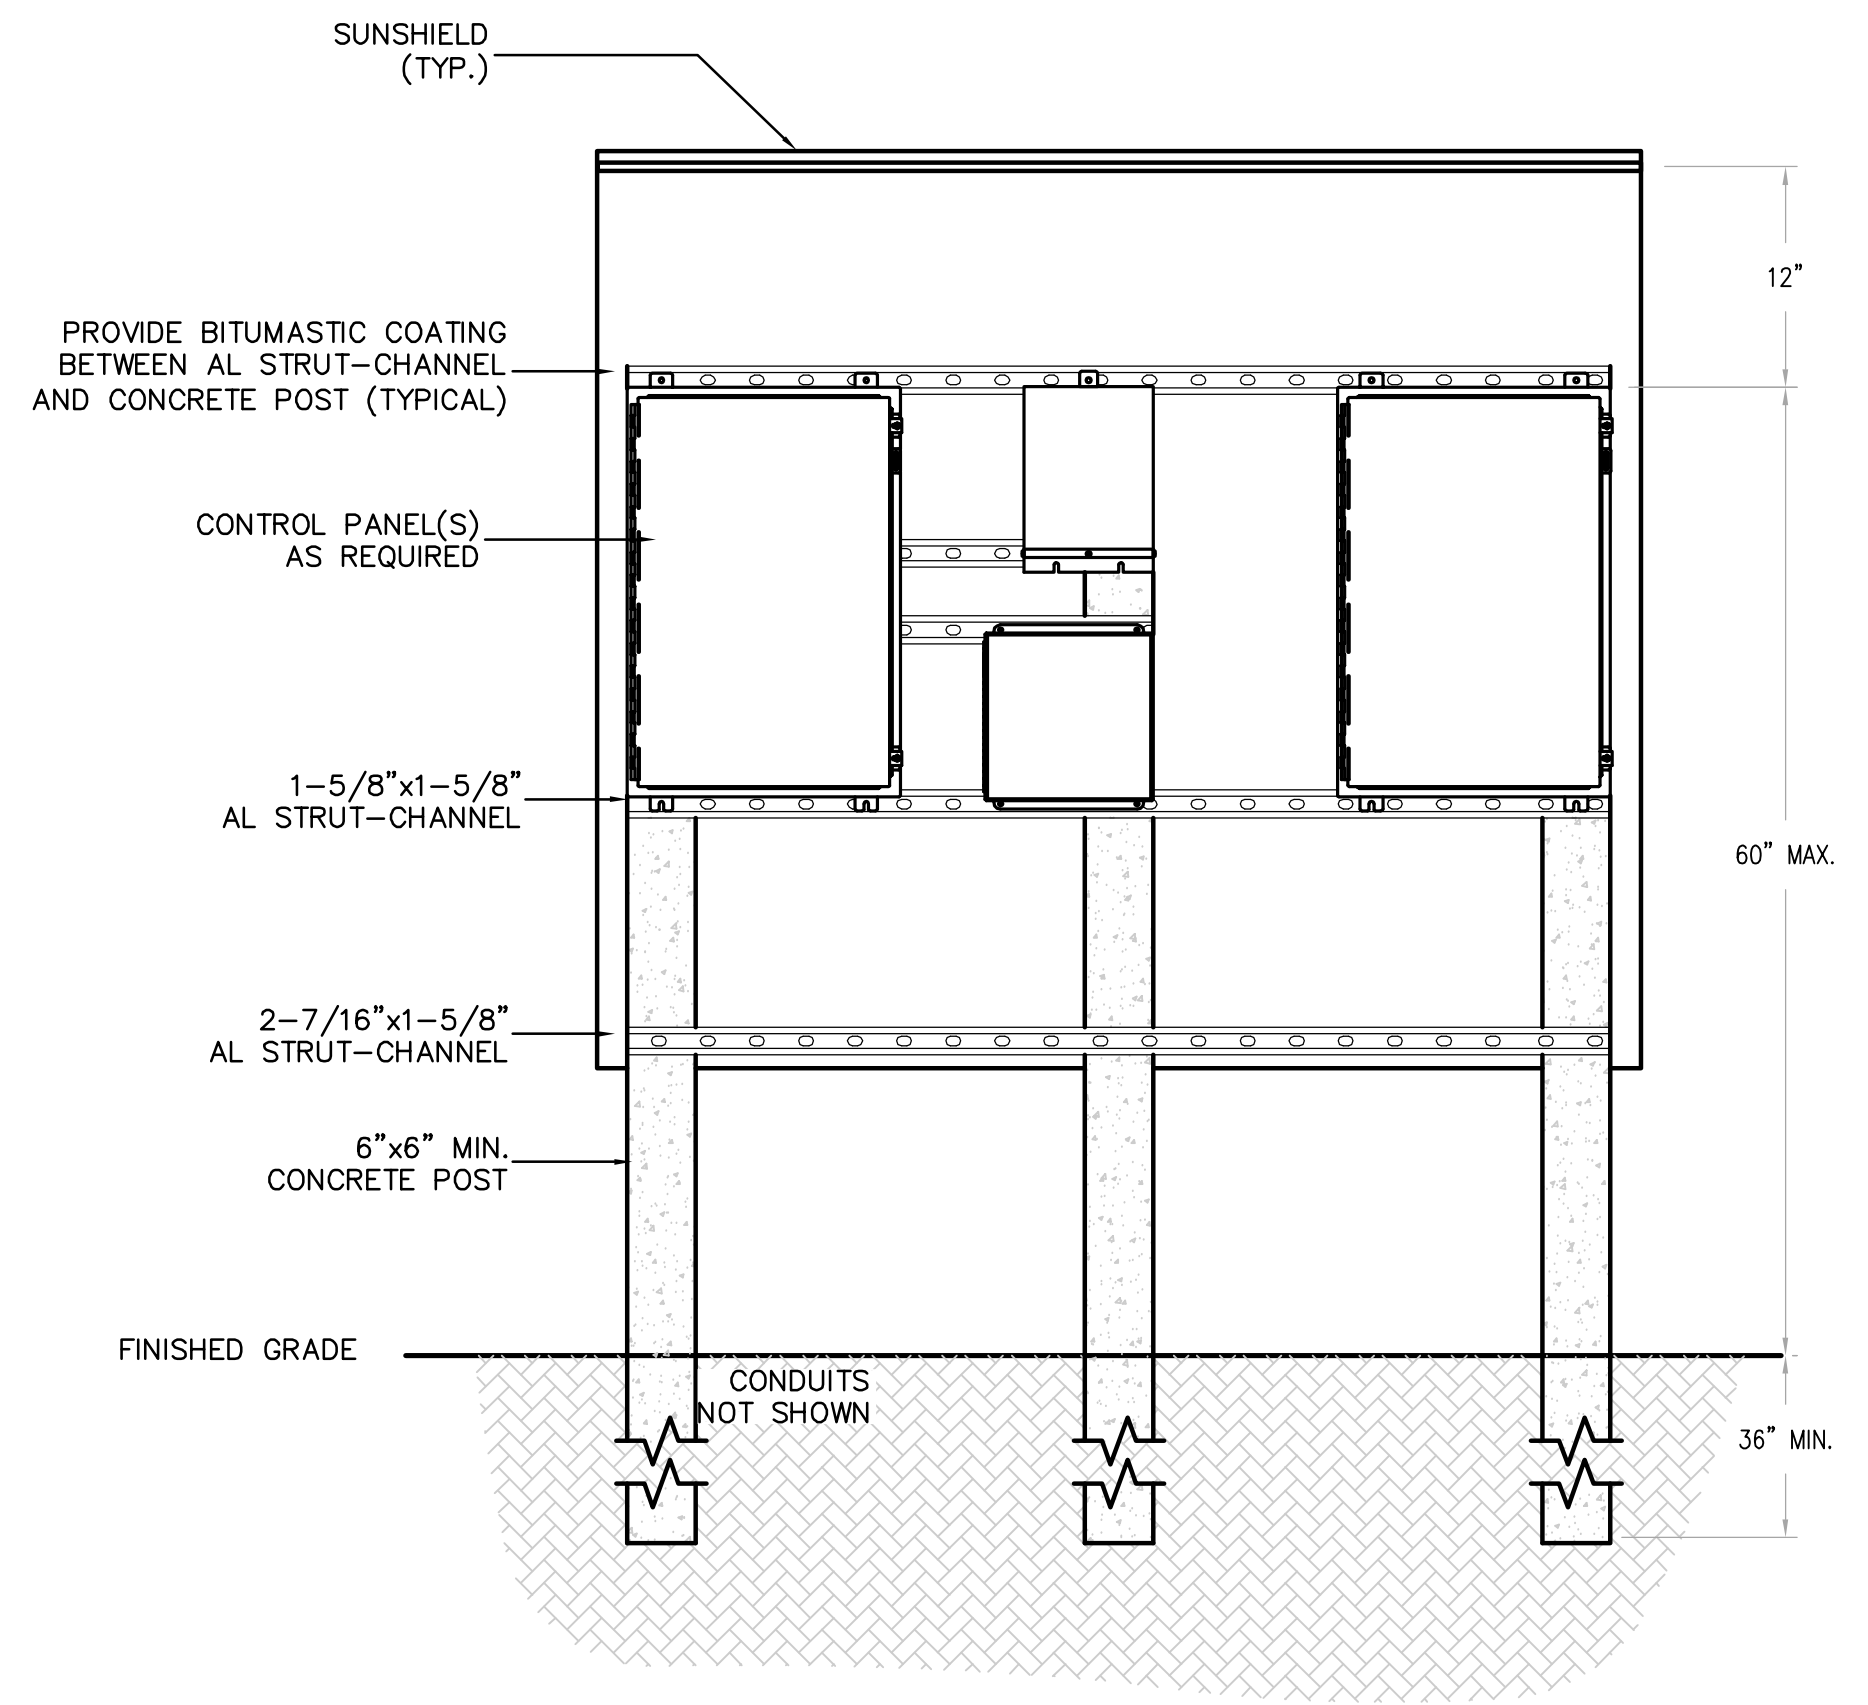 SUNSHIELD
(TYP.)
12”
PROVIDE BITUMASTIC COATING
BETWEEN AL STRUT-CHANNEL
AND CONCRETE POST (TYPICAL)
CONTROL PANEL(S)
AS REQUIRED
1-5/8”x1-5/8”
AL STRUT-CHANNEL
60” MAX.
2-7/16”x1-5/8”
AL STRUT-CHANNEL
6”x6” MIN.
CONCRETE POST
FINISHED GRADE
CONDUITS
NOT SHOWN
36” MIN.